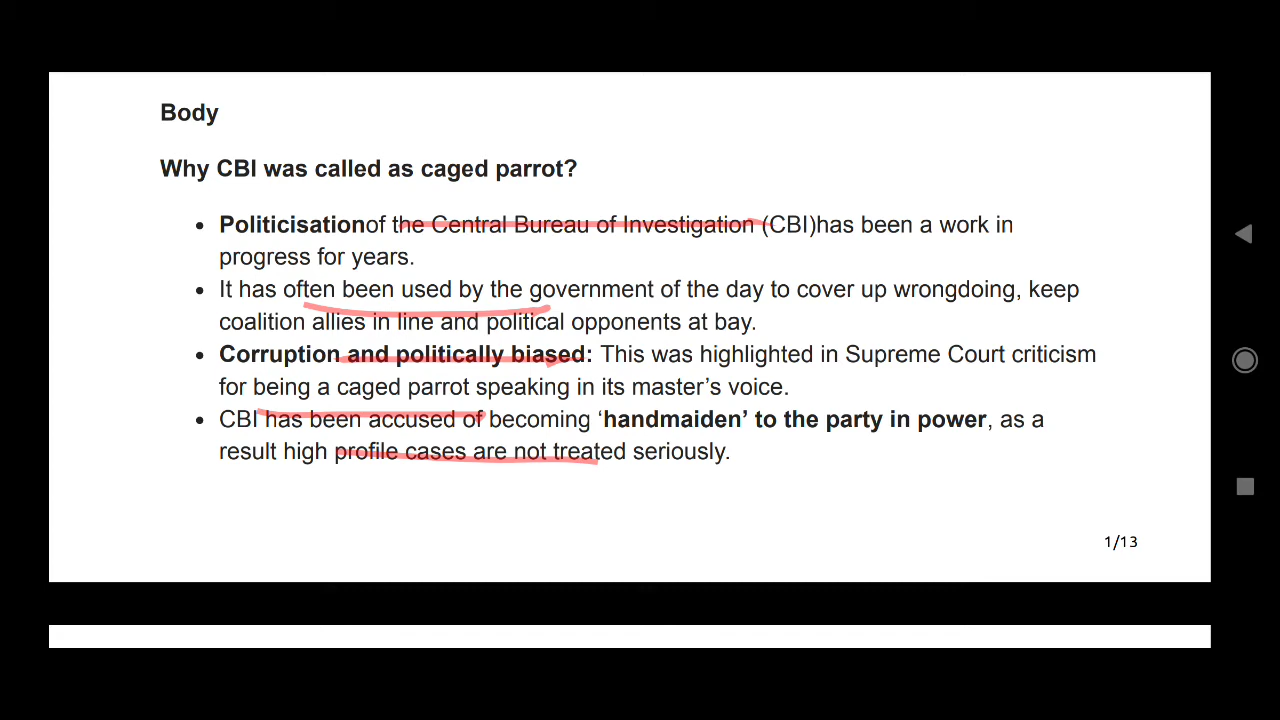 Body
Why CBI was called as caged parrot?
• Politicisationof the Central Bureau of Investigation (CBI)has been a work in
progress for years.
• It has often been used by the government of the day to cover up wrongdoing, keep
coalition allies in line and political opponents at bay.
• Corruption and politically biased: This was highlighted in Supreme Court criticism
for being a caged parrot speaking in its master’s voice.
• CBI has been accused of becoming ‘handmaiden’ to the party in power, as a
result high profile cases are not treated seriously.
1/13